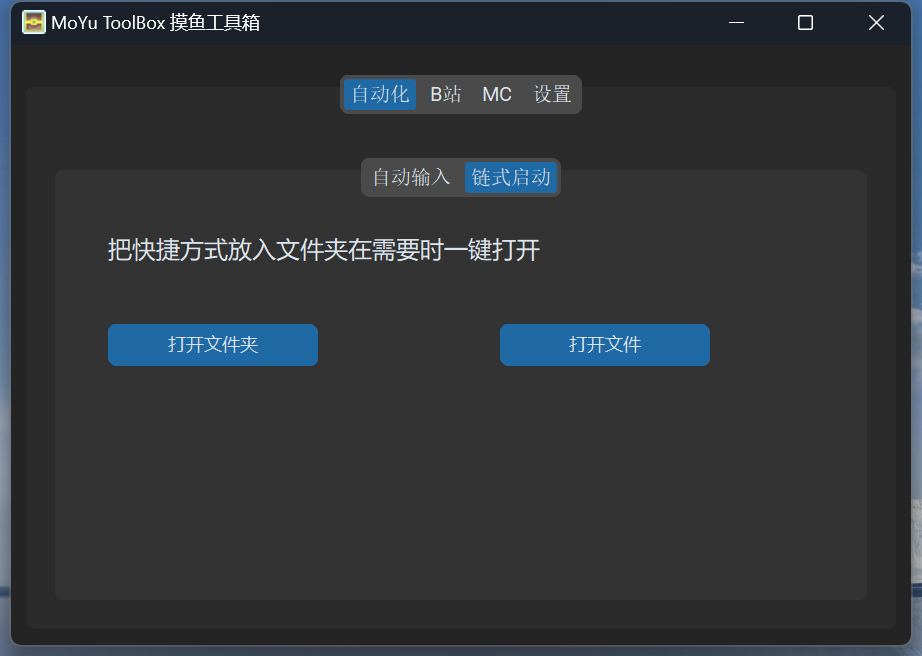 MoYu ToolBox 摸鱼工具箱
自动化 B站 MC 设置
自动输入 链式启动
把快捷方式放入文件夹在需要时一键打开
打开文件夹 打开文件